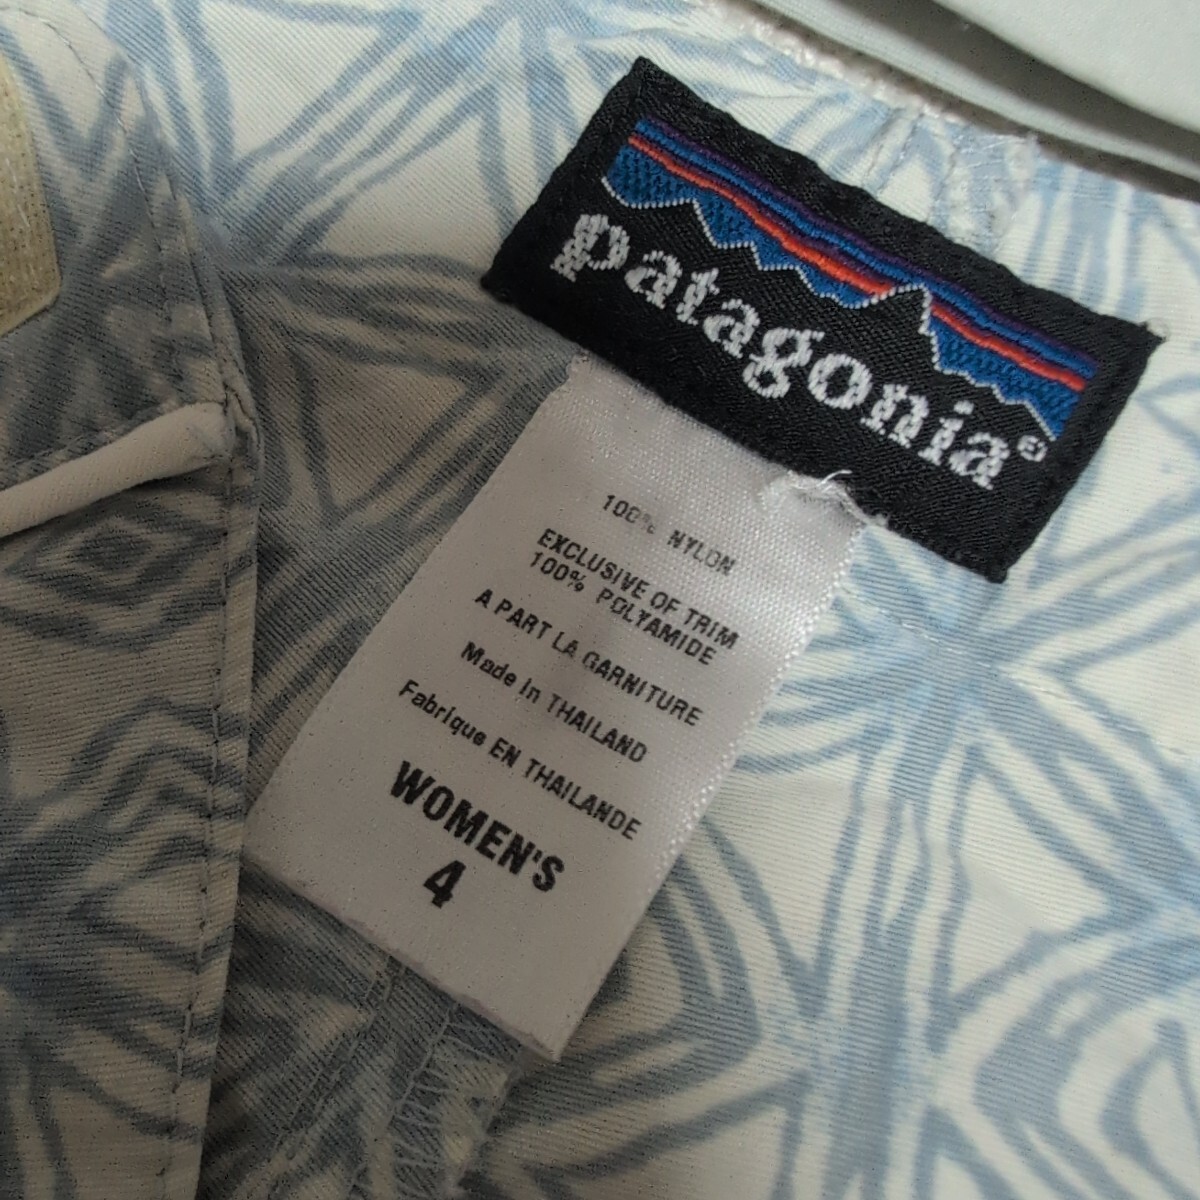 patagonia®
100% NYLON
EXCLUSIVE OF TRIM
100% POLYAMIDE
A PART LA GARNITURE
Made in THAILAND
Fabrique EN THAILANDE
WOMEN'S
4